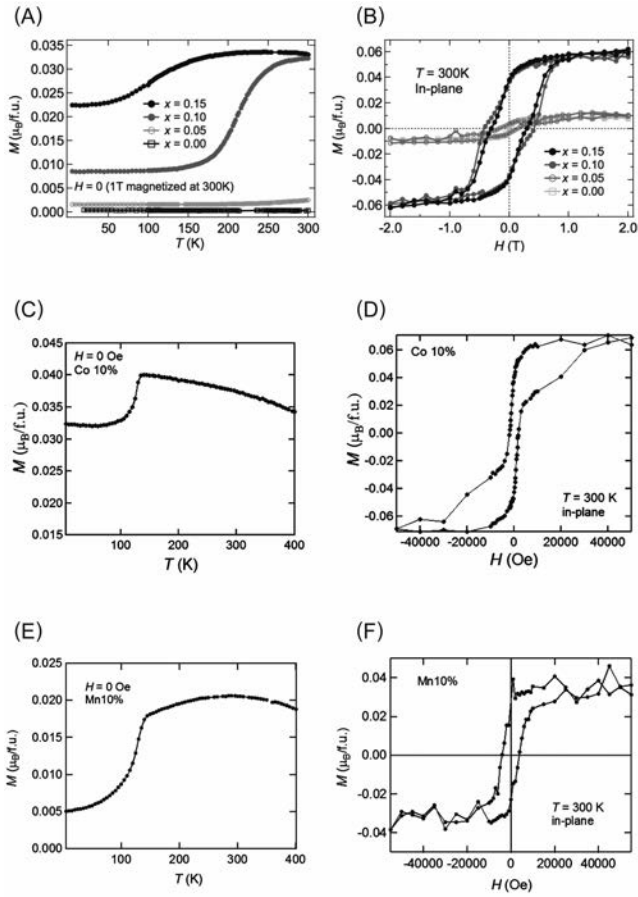 (A)
0.035
0.030
0.025
0.020
0.015
0.010
0.005
0.000
M (μB/f.u.)
x = 0.15
x = 0.10
x = 0.05
x = 0.00
H = 0 (1T magnetized at 300K)
50 100 150 200 250 300
T (K)
(B)
0.06
0.04
0.02
0.00
-0.02
-0.04
-0.06
M (μB/f.u.)
T = 300K
In-plane
x = 0.15
x = 0.10
x = 0.05
x = 0.00
-2.0 -1.0 0.0 1.0 2.0
H (T)
(C)
0.045
0.040
0.035
0.030
0.025
0.020
0.015
M (μB/f.u.)
H = 0 Oe
Co 10%
100 200 300 400
T (K)
(D)
0.06
0.04
0.02
0.00
-0.02
-0.04
-0.06
M (μB/f.u.)
Co 10%
T = 300 K
in-plane
-40000 -20000 0 20000 40000
H (Oe)
(E)
0.025
0.020
0.015
0.010
0.005
0.000
M (μB/f.u.)
H = 0 Oe
Mn10%
100 200 300 400
T (K)
(F)
0.04
0.02
0.00
-0.02
-0.04
M (μB/f.u.)
Mn10%
T = 300 K
in-plane
-40000 -20000 0 20000 40000
H (Oe)